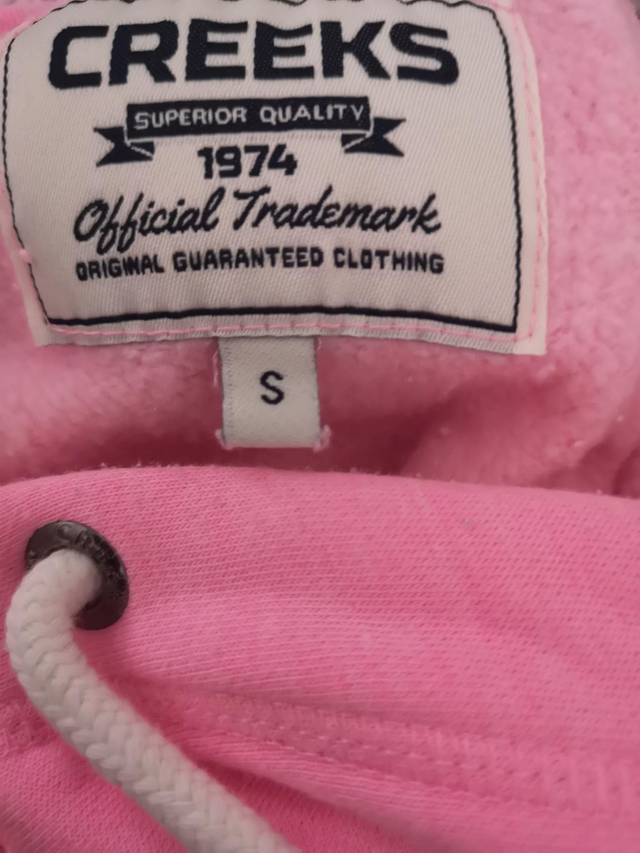 CREEKS
SUPERIOR QUALITY
1974
Official Trademark
ORIGINAL GUARANTEED CLOTHING
S